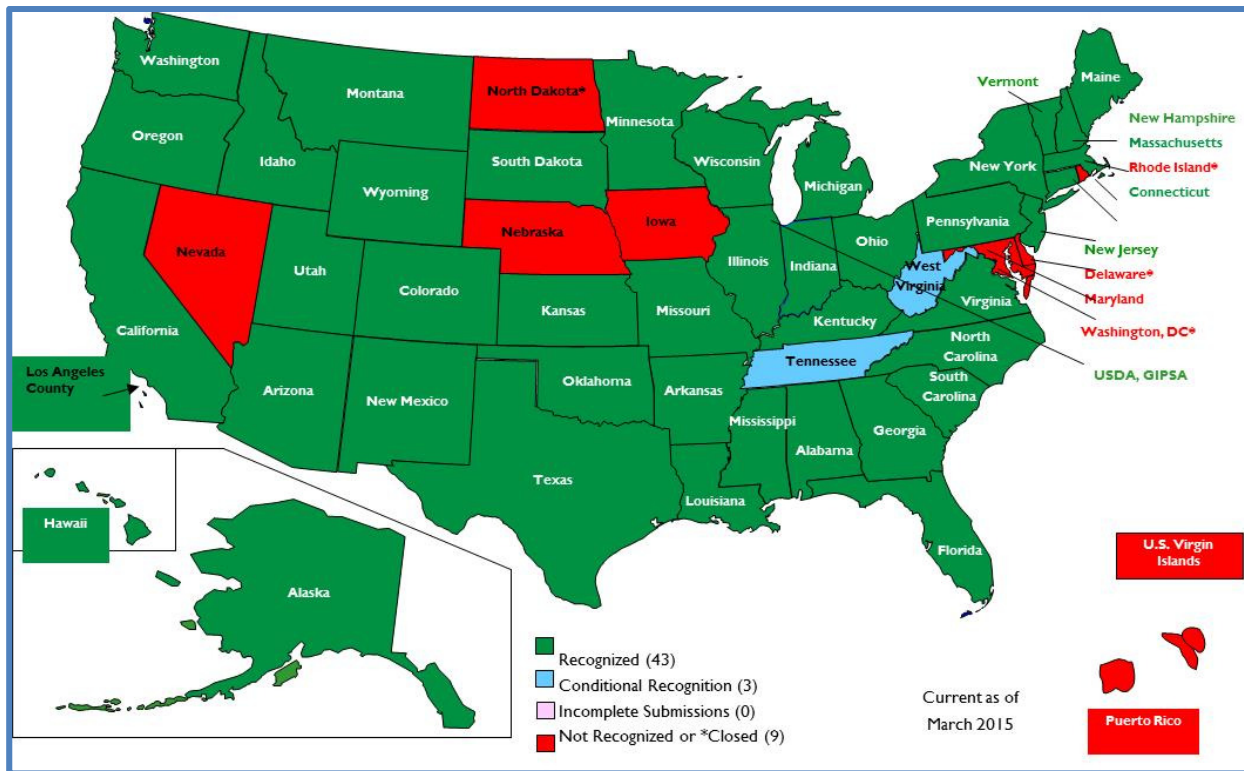 Washington
Montana
North Dakota*
Minnesota
Vermont
Maine
New Hampshire
Massachusetts
Rhode Island*
Connecticut
Oregon
Idaho
South Dakota
Wisconsin
Michigan
New York
Wyoming
Pennsylvania
New Jersey
Nevada
Nebraska
Iowa
Ohio
Delaware*
Maryland
Washington, DC*
Utah
Colorado
Illinois
Indiana
West
Virginia
Virginia
California
Kansas
Missouri
Kentucky
North
Carolina
Tennessee
USDA, GIPSA
Los Angeles
County
Arizona
New Mexico
Oklahoma
Arkansas
South
Carolina
Mississippi
Alabama
Georgia
Texas
Louisiana
Florida
Hawaii
Alaska
U.S. Virgin
Islands
Puerto Rico
Recognized (43)
Conditional Recognition (3)
Incomplete Submissions (0)
Not Recognized or *Closed (9)
Current as of
March 2015